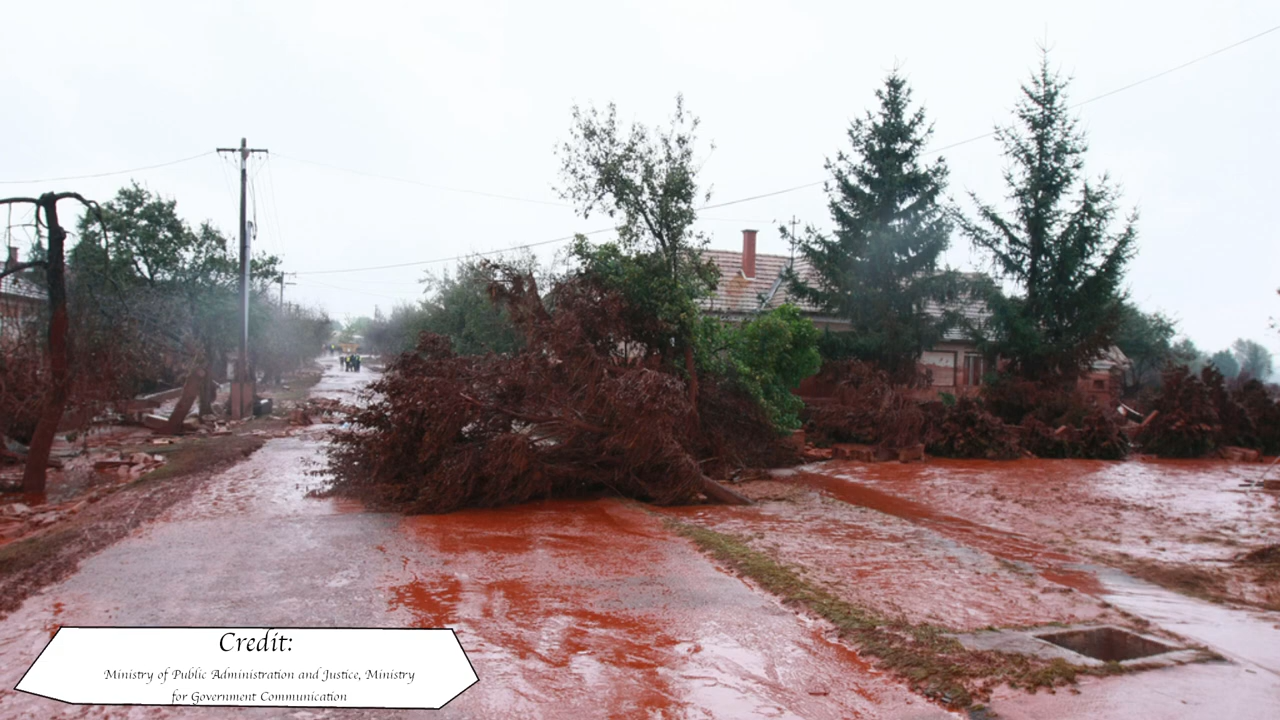 Credit:
Ministry of Public Administration and Justice, Ministry
for Government Communication